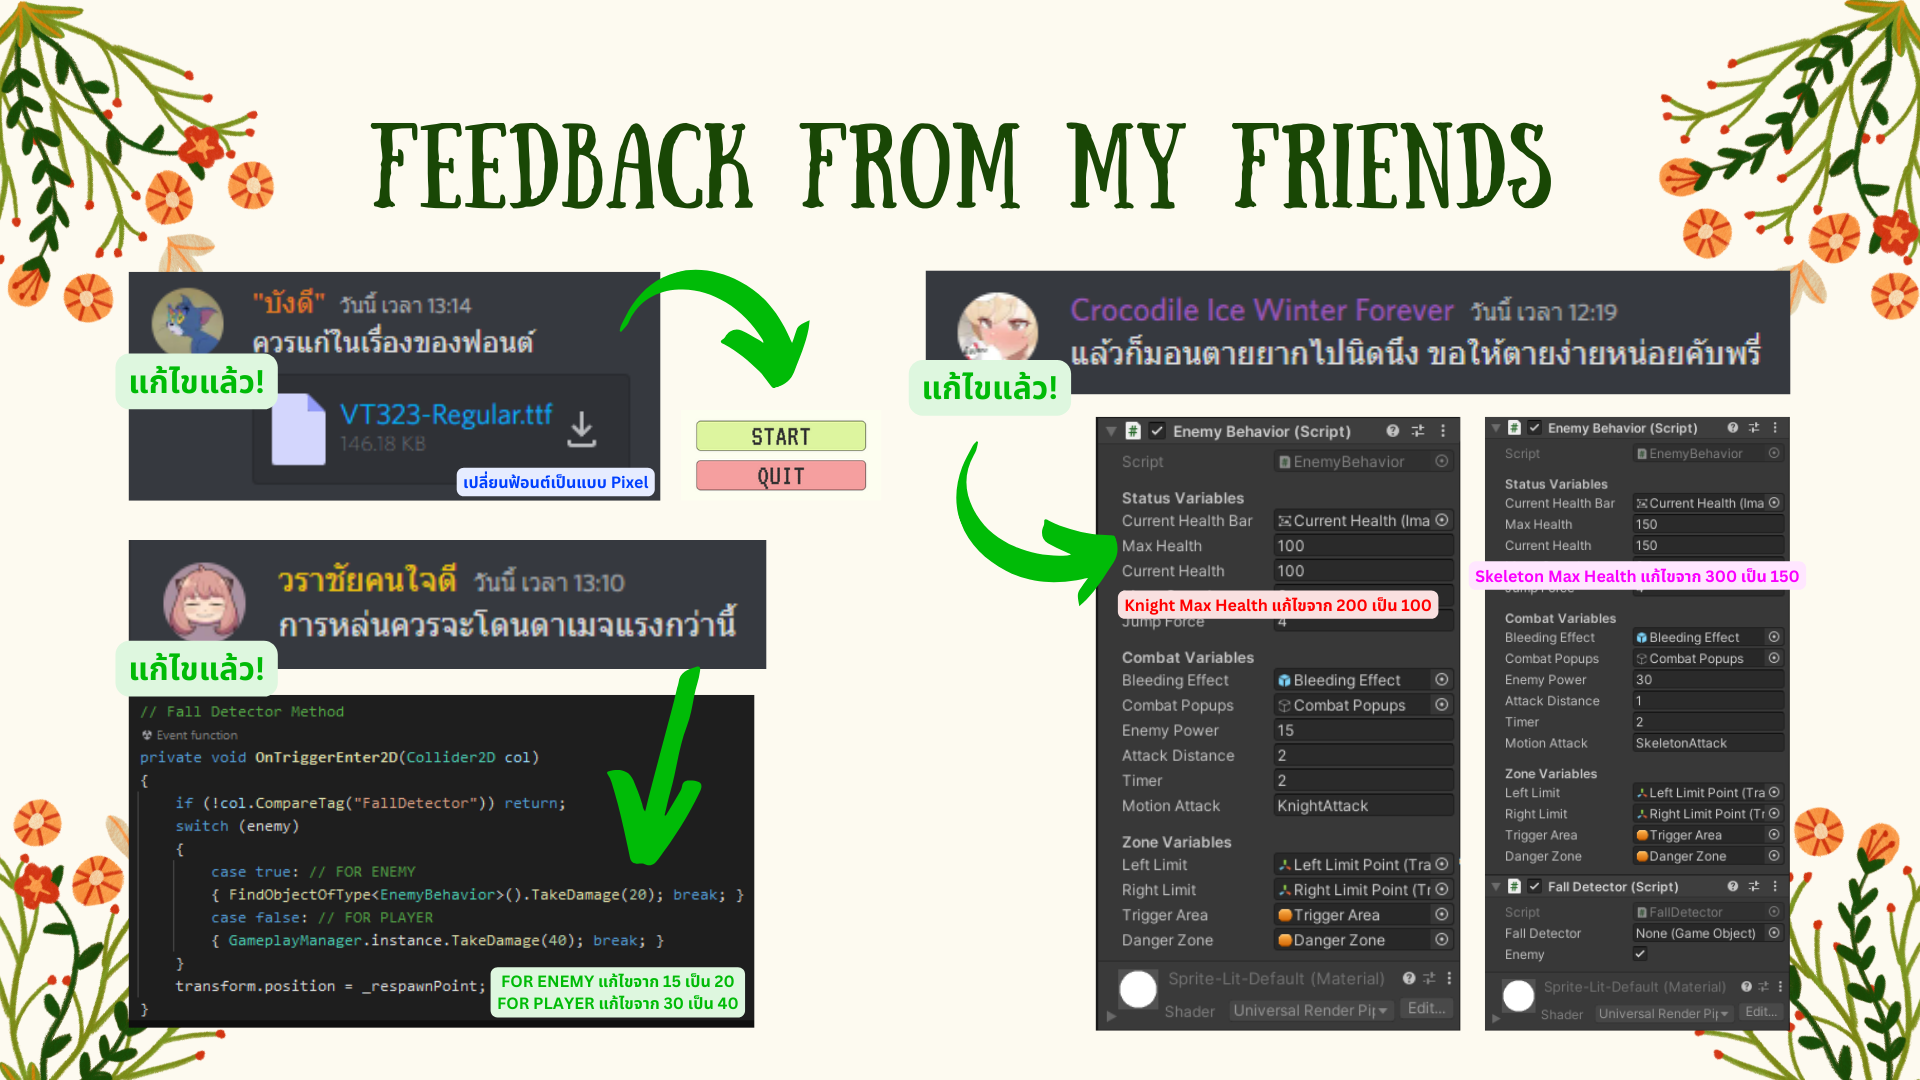 FEEDBACK FROM MY FRIENDS
"บังดี" วันนี้ เวลา 13:14
ควรแก้ในเรื่องของฟอนต์
แก้ไขแล้ว!
VT323-Regular.ttf
146.18 KB
เปลี่ยนฟ้อนต์เป็นแบบ Pixel
START
QUIT
วราชัยคนใจดี วันนี้ เวลา 13:10
การหล่นควรจะโดนดาเมจแรงกว่านี้
แก้ไขแล้ว!
// Fall Detector Method
Event function
private void OnTriggerEnter2D(Collider2D col)
{
if (!col.CompareTag("FallDetector")) return;
switch (enemy)
{
case true: // FOR ENEMY
{ FindObjectOfType<EnemyBehavior>().TakeDamage(20); break; }
case false: // FOR PLAYER
{ GameplayManager.instance.TakeDamage(40); break; }
}
transform.position = _respawnPoint;
}
FOR ENEMY แก้ไขจาก 15 เป็น 20
FOR PLAYER แก้ไขจาก 30 เป็น 40
Crocodile Ice Winter Forever วันนี้ เวลา 12:19
แล้วก็มอนตายยากไปนิดนึง ขอให้ตายง่ายหน่อยคับพรี่
แก้ไขแล้ว!
# Enemy Behavior (Script)
Script EnemyBehavior
Status Variables
Current Health Bar Current Health (Ima
Max Health 100
Current Health 100
Knight Max Health แก้ไขจาก 200 เป็น 100
Jump Force 4
Combat Variables
Bleeding Effect Bleeding Effect
Combat Popups Combat Popups
Enemy Power 15
Attack Distance 2
Timer 2
Motion Attack KnightAttack
Zone Variables
Left Limit Left Limit Point (Tra
Right Limit Right Limit Point (Tr
Trigger Area Trigger Area
Danger Zone Danger Zone
Sprite-Lit-Default (Material)
Shader Universal Render Pip Edit...
# Enemy Behavior (Script)
Script EnemyBehavior
Status Variables
Current Health Bar Current Health (Ima
Max Health 150
Current Health 150
Skeleton Max Health แก้ไขจาก 300 เป็น 150
Jump Force 4
Combat Variables
Bleeding Effect Bleeding Effect
Combat Popups Combat Popups
Enemy Power 30
Attack Distance 1
Timer 2
Motion Attack SkeletonAttack
Zone Variables
Left Limit Left Limit Point (Tra
Right Limit Right Limit Point (Tr
Trigger Area Trigger Area
Danger Zone Danger Zone
# Fall Detector (Script)
Script FallDetector
Fall Detector None (Game Object)
Enemy
Sprite-Lit-Default (Material)
Shader Universal Render Pip Edit...